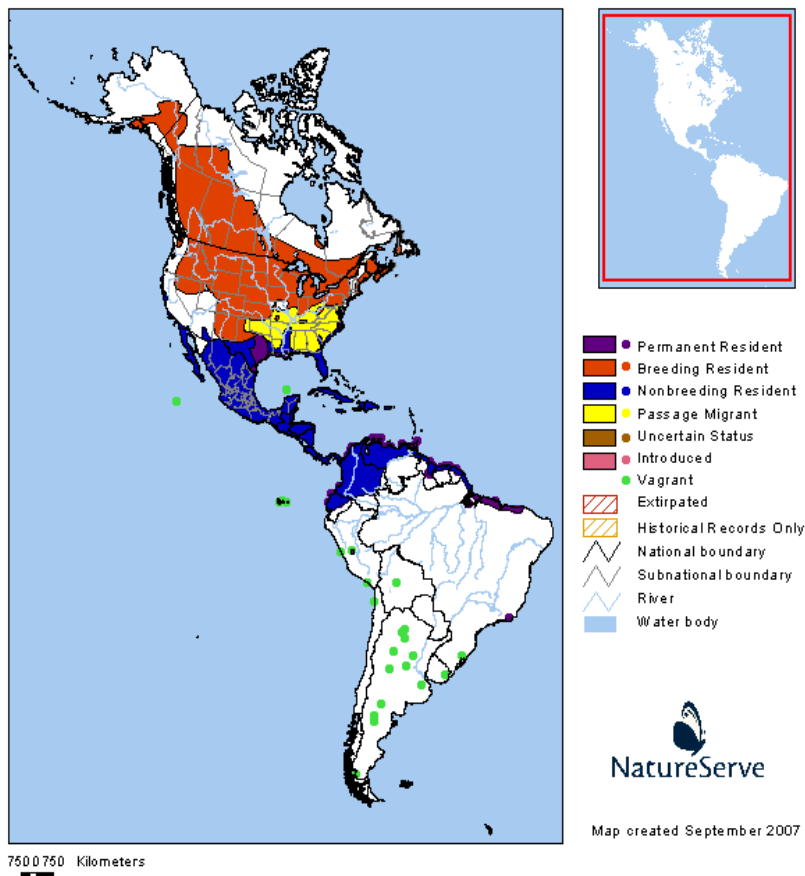 Permanent Resident
Breeding Resident
Nonbreeding Resident
Passage Migrant
Uncertain Status
Introduced
Vagrant
Extirpated
Historical Records Only
National boundary
Subnational boundary
River
Water body
NatureServe
Map created September 2007
7500750 Kilometers